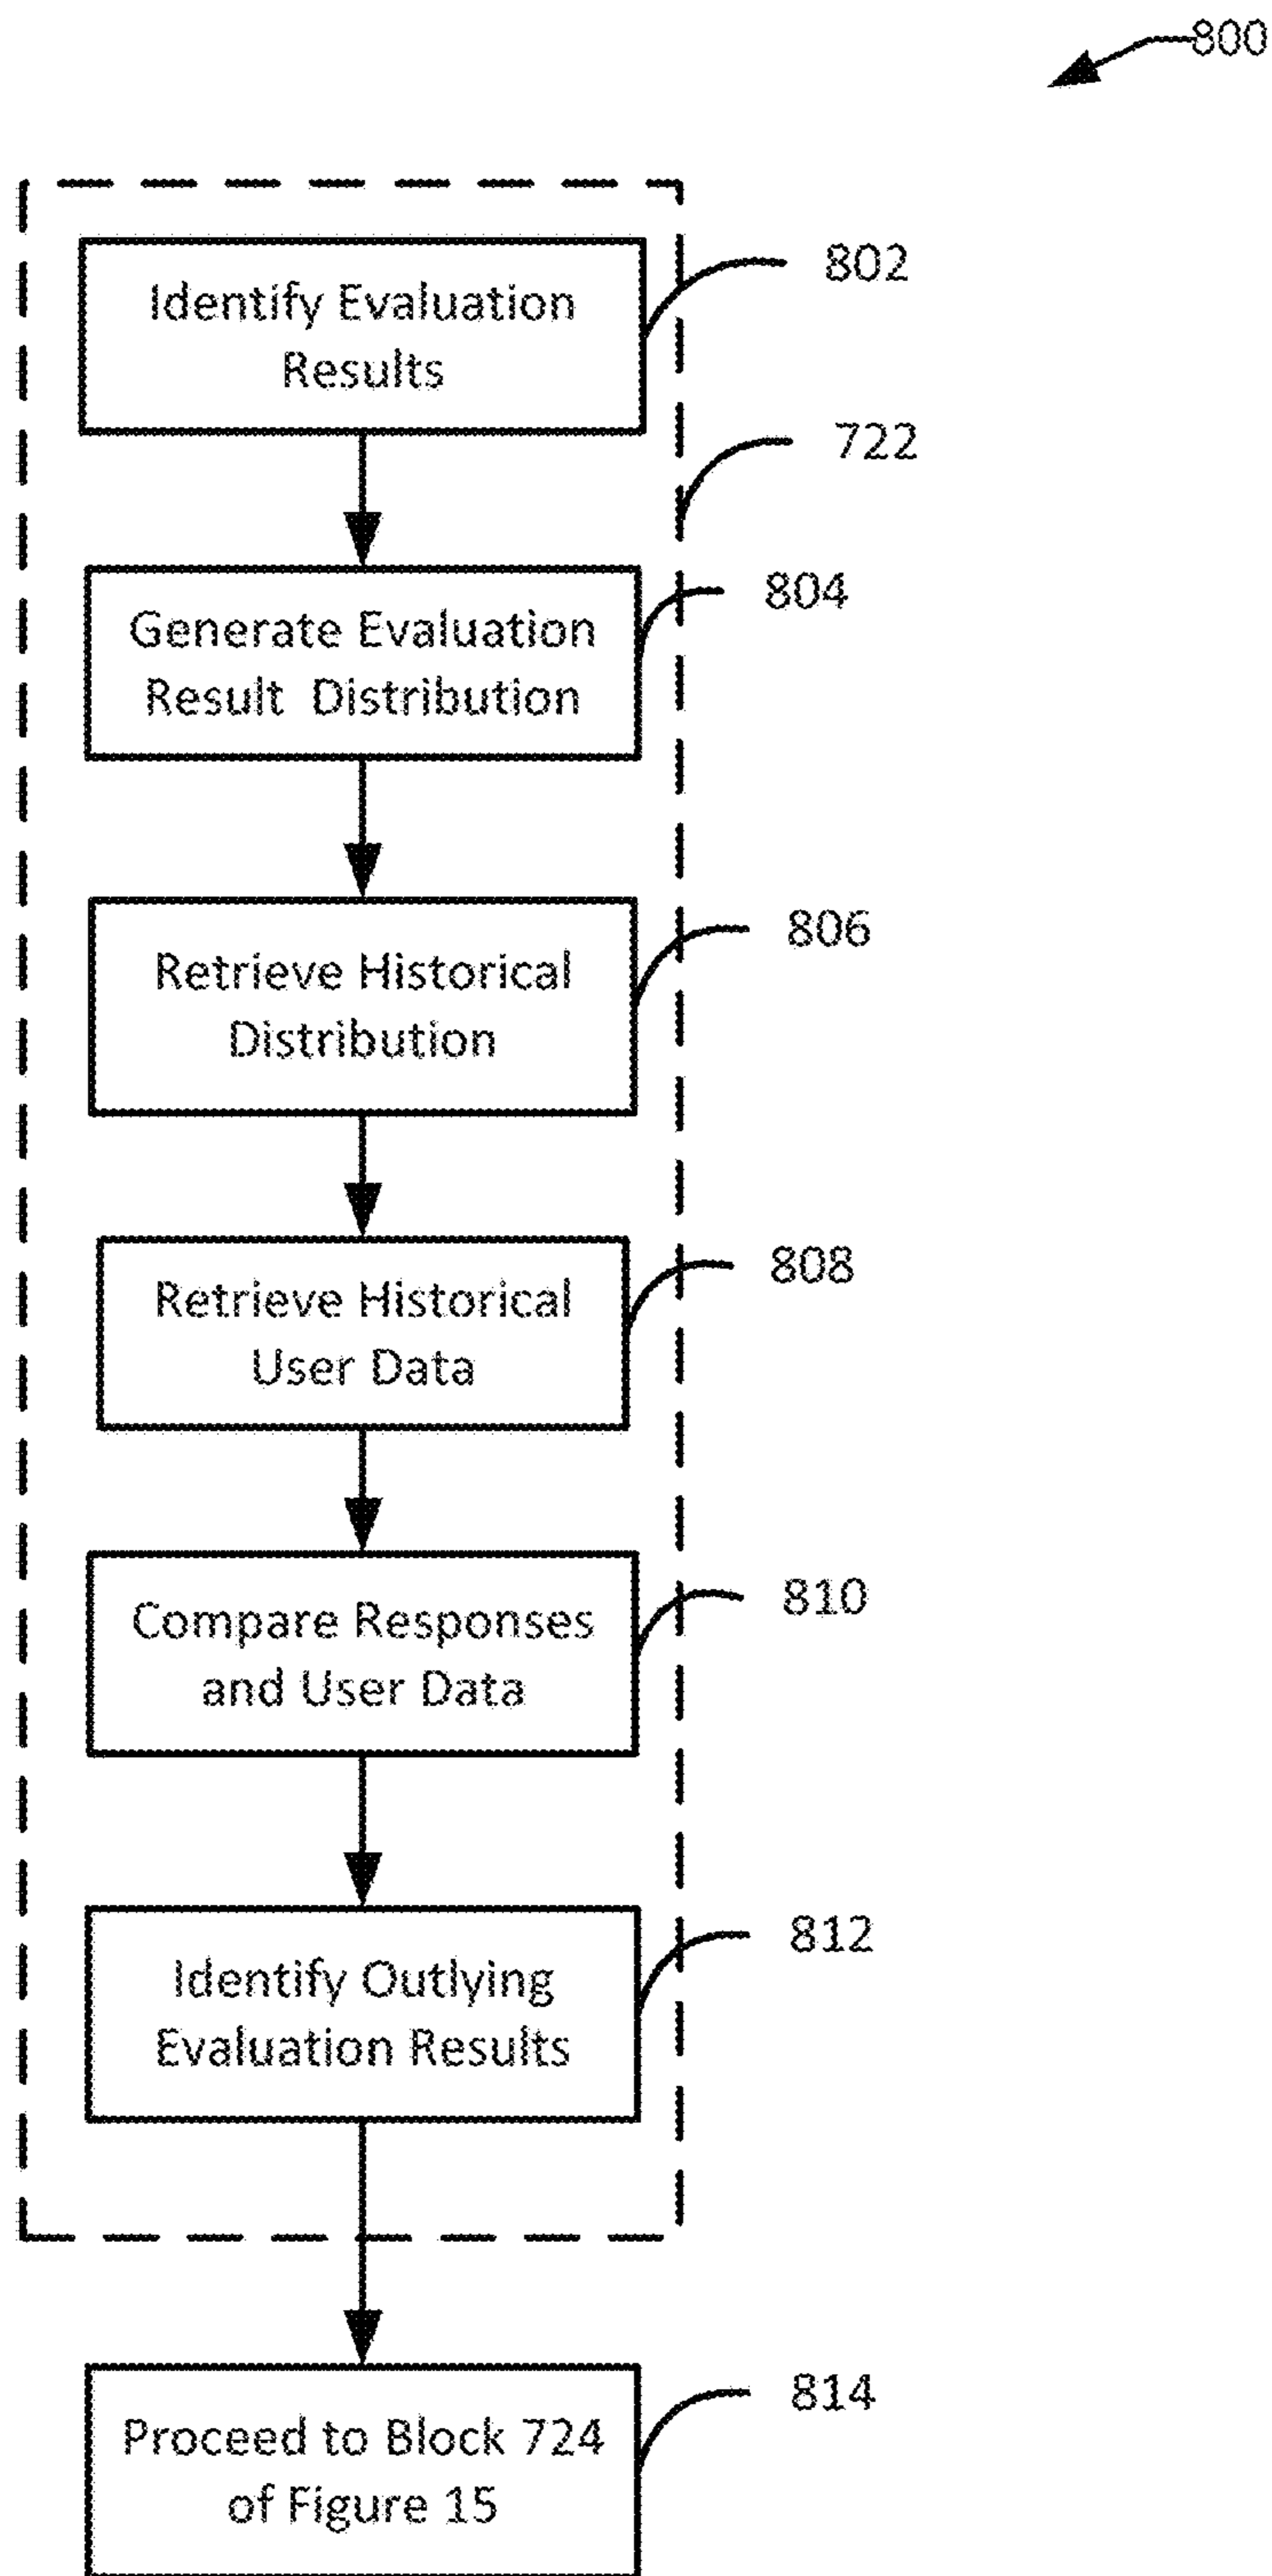 800
Identify Evaluation
Results
802
722
Generate Evaluation
Result Distribution
804
Retrieve Historical
Distribution
806
Retrieve Historical
User Data
808
Compare Responses
and User Data
810
Identify Outlying
Evaluation Results
812
Proceed to Block 724
of Figure 15
814